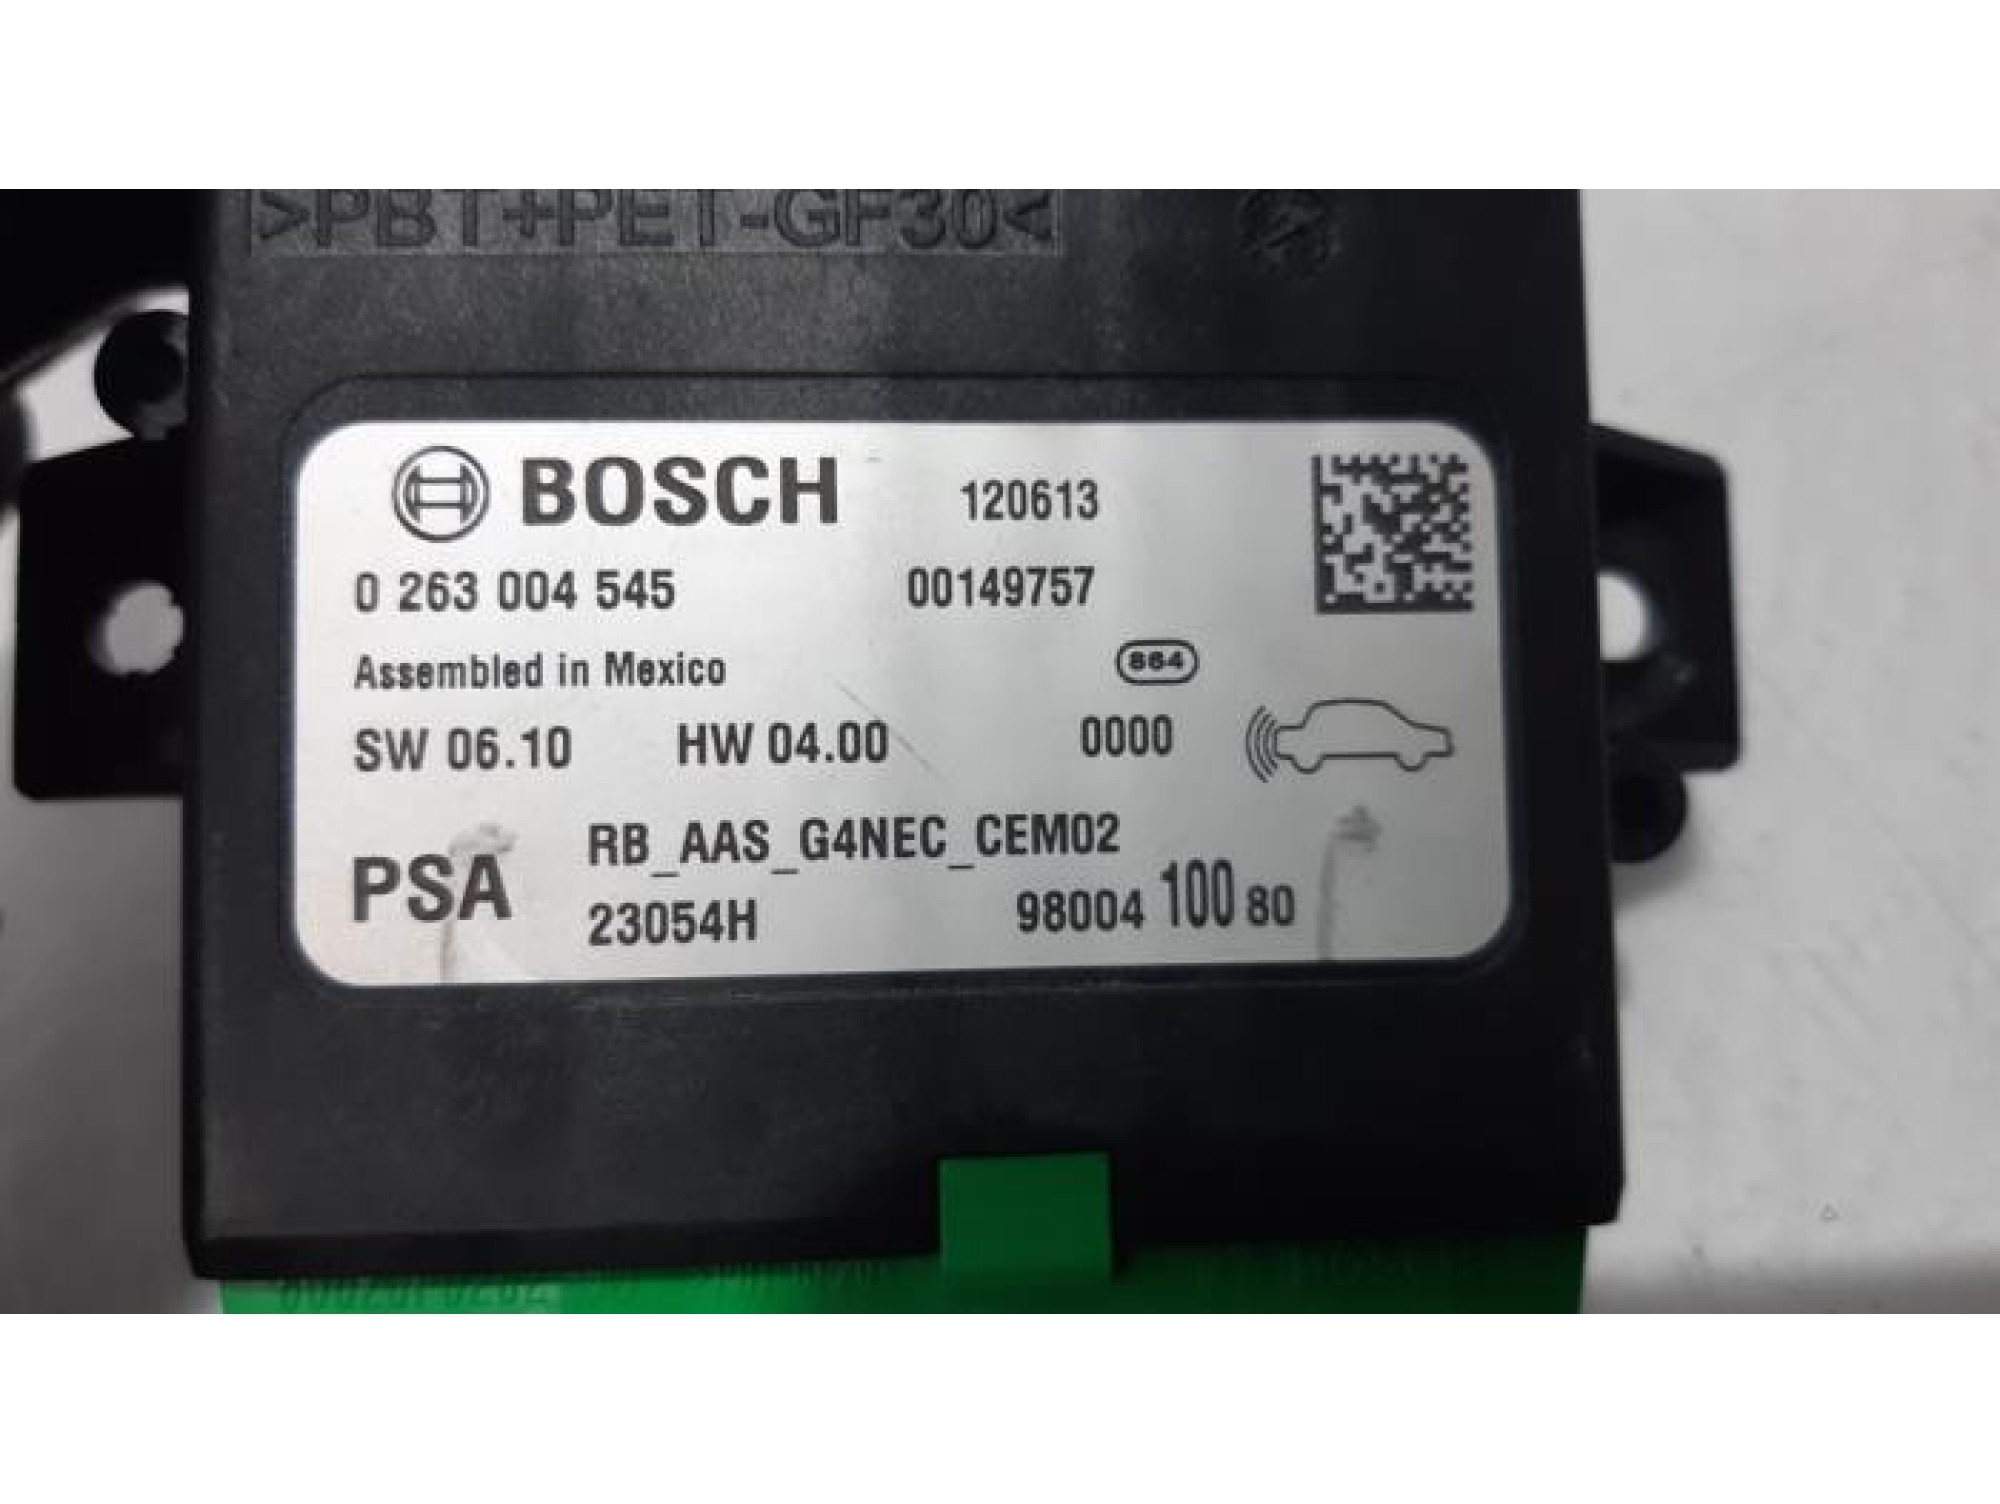 >PBT+PET-GF30<
BOSCH 120613
0 263 004 545 00149757
Assembled in Mexico 864
SW 06.10 HW 04.00 0000
RB_AAS_G4NEC_CEM02
PSA
23054H 98004 100 80